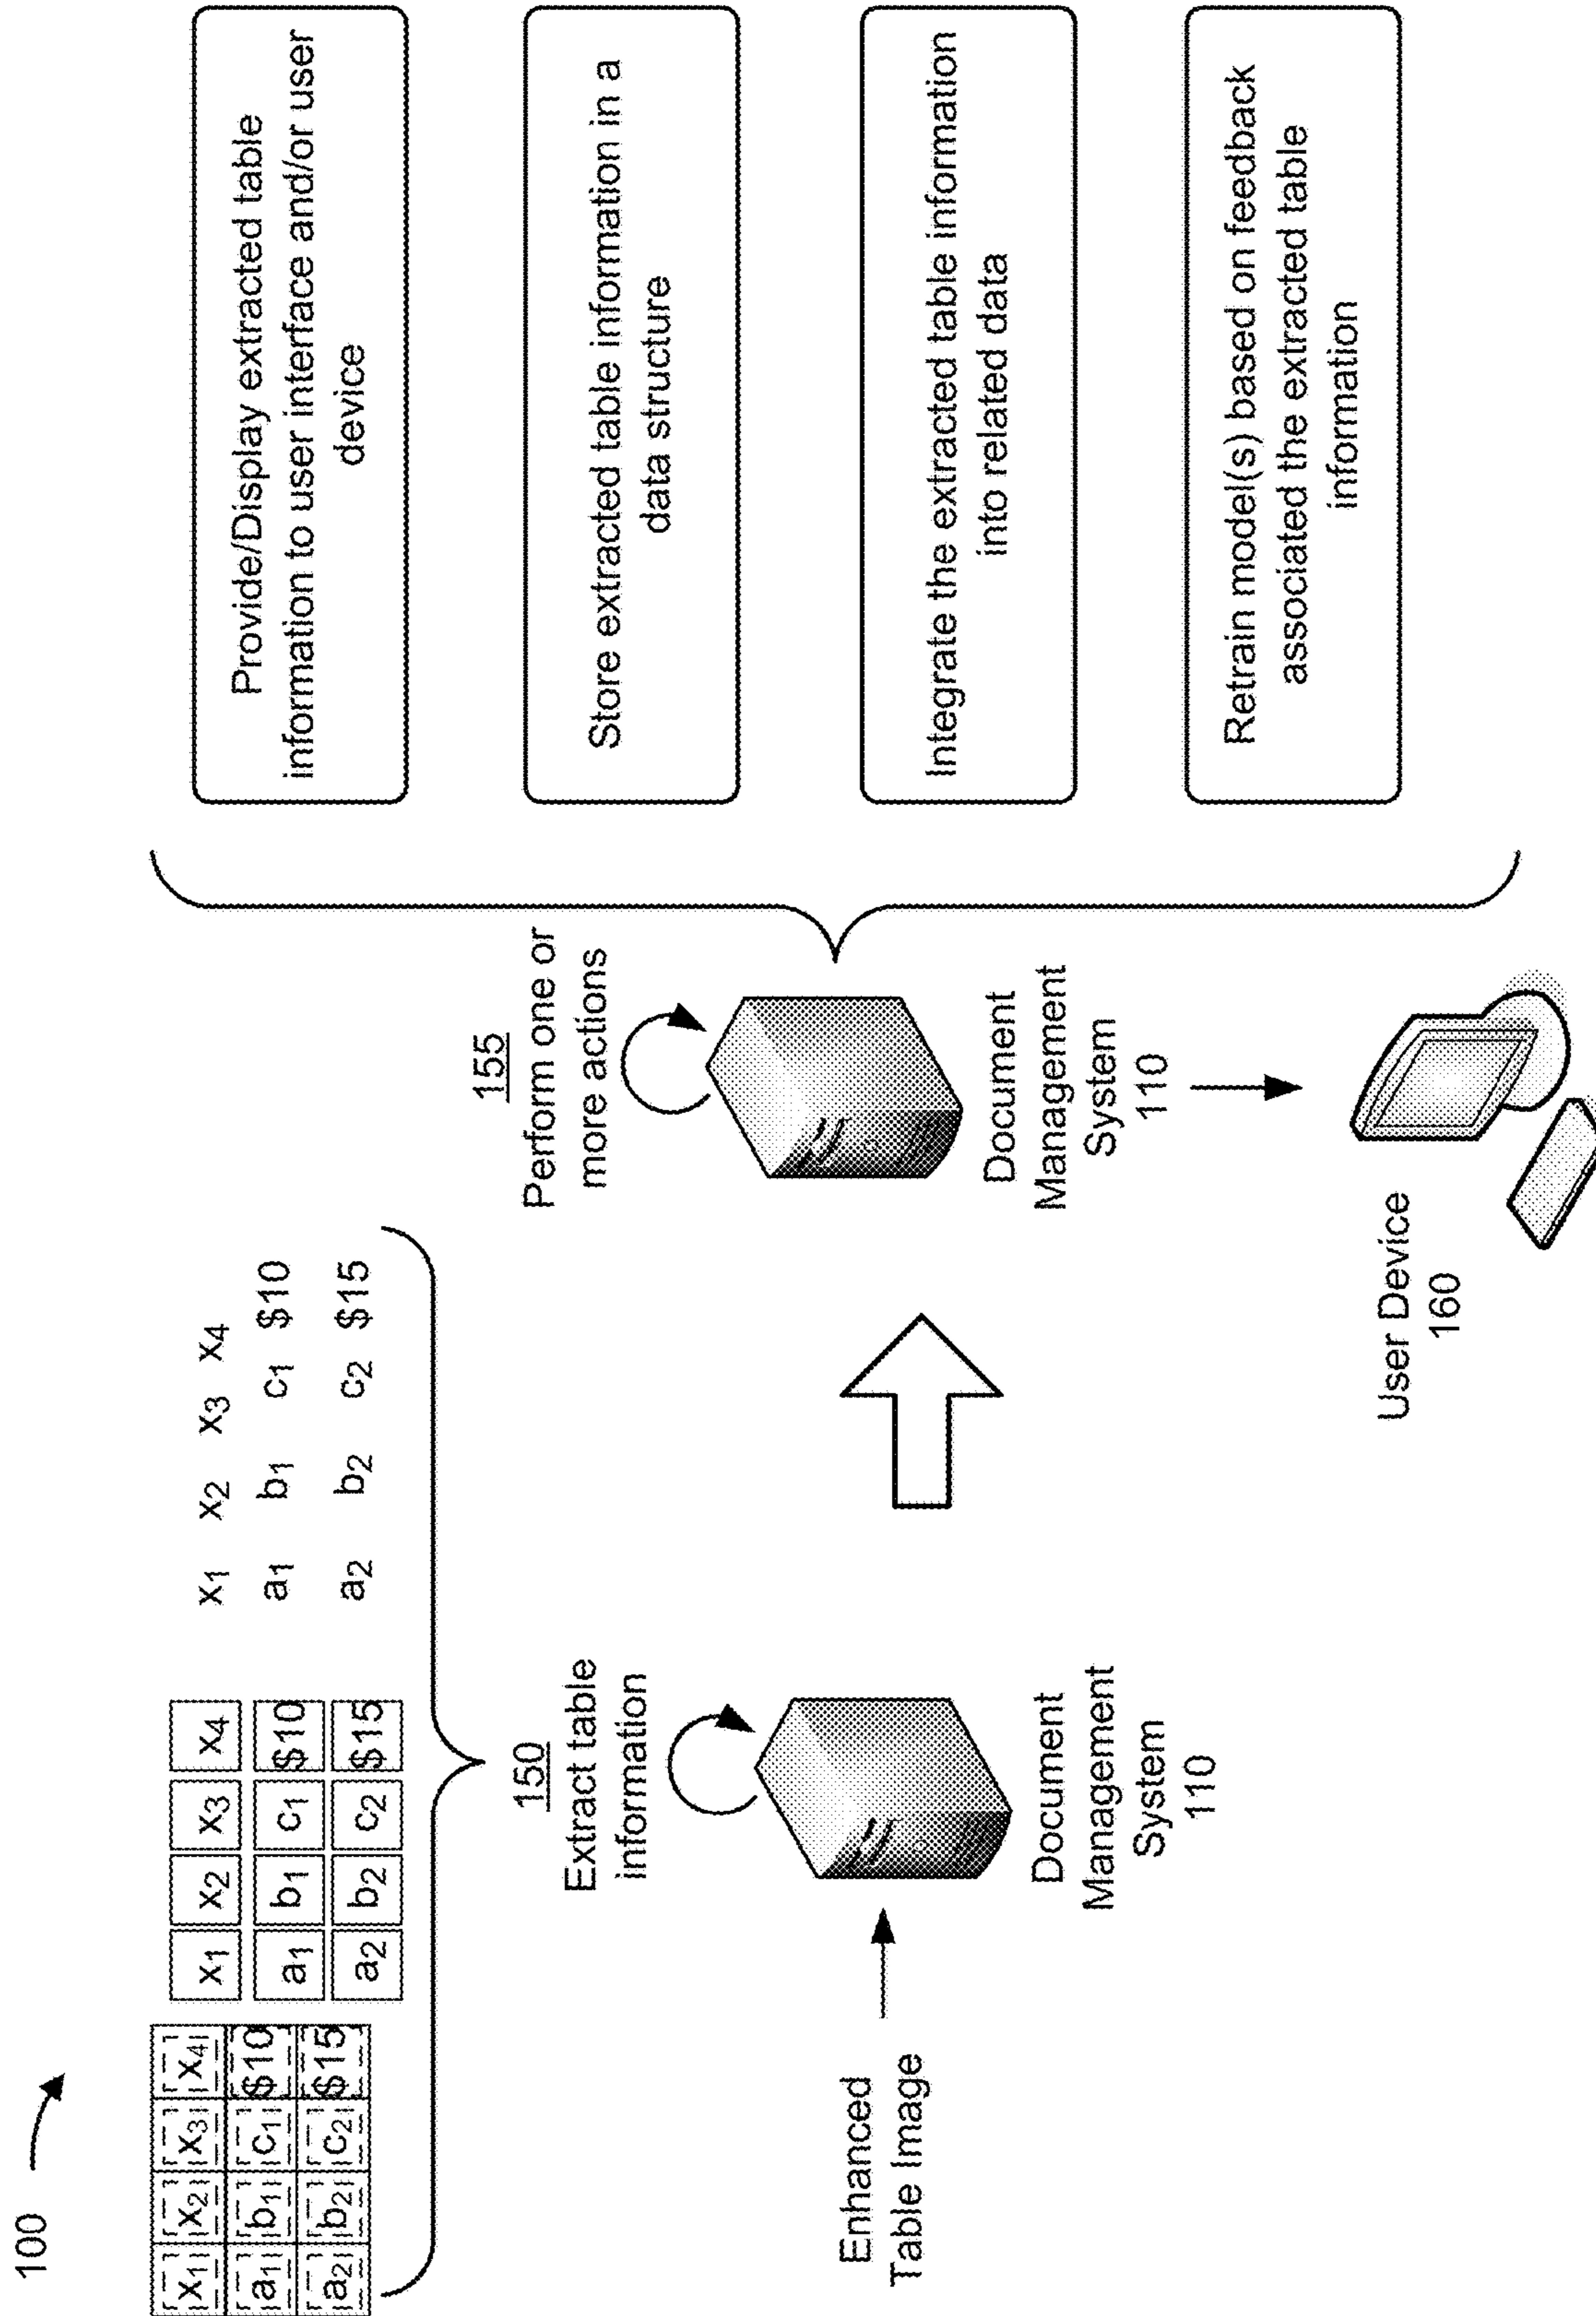 100
x1 x2 x3 x4
a1 b1 c1 $10
a2 b2 c2 $15
x1 x2 x3 x4
a1 b1 c1 $10
a2 b2 c2 $15
x1 x2 x3 x4
a1 b1 c1 $10
a2 b2 c2 $15
150
Extract table
information
Enhanced
Table Image
Document
Management
System
110
155
Perform one or
more actions
Document
Management
System
110
User Device
160
Provide/Display extracted table
information to user interface and/or user
device
Store extracted table information in a
data structure
Integrate the extracted table information
into related data
Retrain model(s) based on feedback
associated the extracted table
information